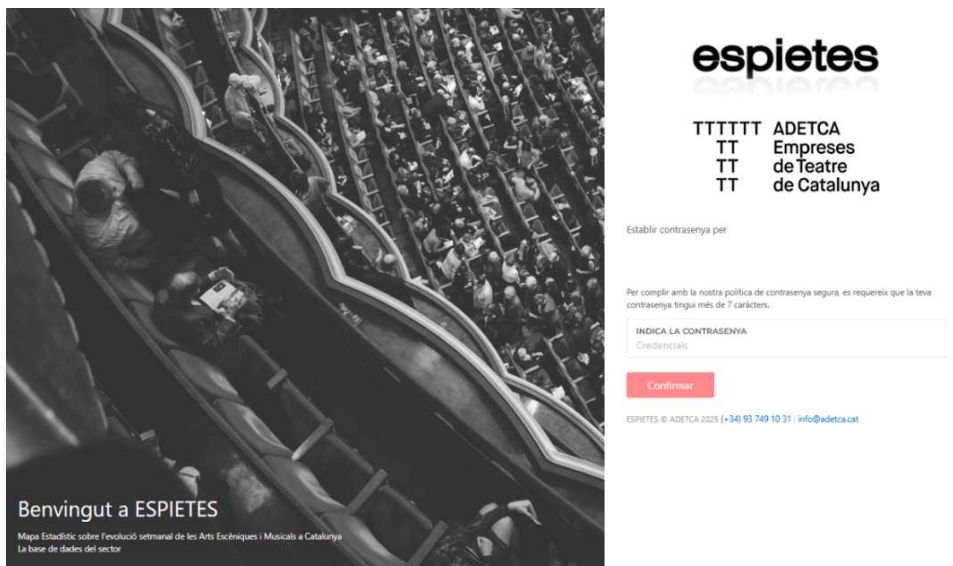 Benvingut a ESPIETES
Mapa Estadístic sobre l'evolució setmanal de les Arts Escèniques i Musicals a Catalunya
La base de dades del sector
espietes
TTTTTT ADETCA
TT Empreses
TT de Teatre
TT de Catalunya
Establir contrasenya per
Per complir amb la nostra política de contrasenya segura, es requereix que la teva
contrasenya tingui més de 7 caràcters.
INDICA LA CONTRASENYA
Credencials
Confirmar
ESPIETES © ADETCA 2025 (+34) 93 749 10 31 | info@adetca.cat